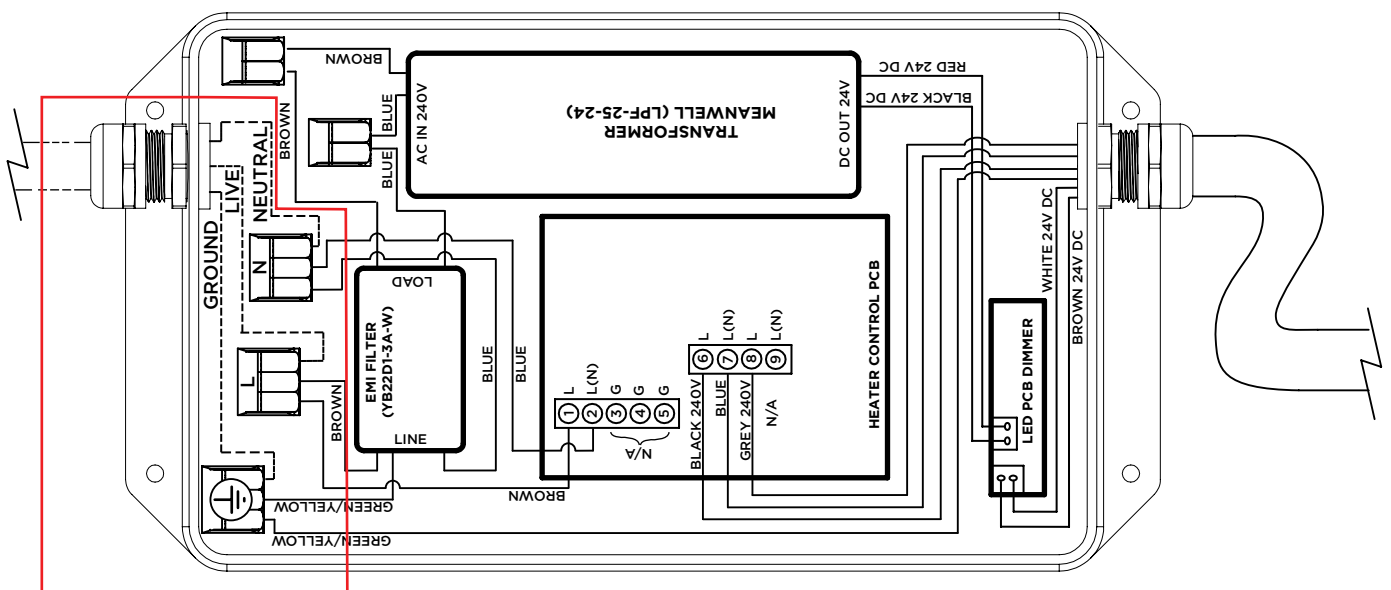 BROWN
BROWN
BLUE
BLUE
AC IN 240V
TRANSFORMER
MEANWELL (LPF-25-24)
DC OUT 24V
RED 24V DC
BLACK 24V DC
GROUND
LIVE
NEUTRAL
N
L
BROWN
LOAD
EMI FILTER
(YB22D1-3A-W)
LINE
BLUE
BLUE
GREEN/YELLOW
GREEN/YELLOW
BROWN
HEATER CONTROL PCB
1 L
2 L(N)
3 G
4 G
5 G
N/A
6 L
7 L(N)
8 L
9 L(N)
BLACK 240V
BLUE
GREY 240V
N/A
WHITE 24V DC
BROWN 24V DC
LED PCB DIMMER